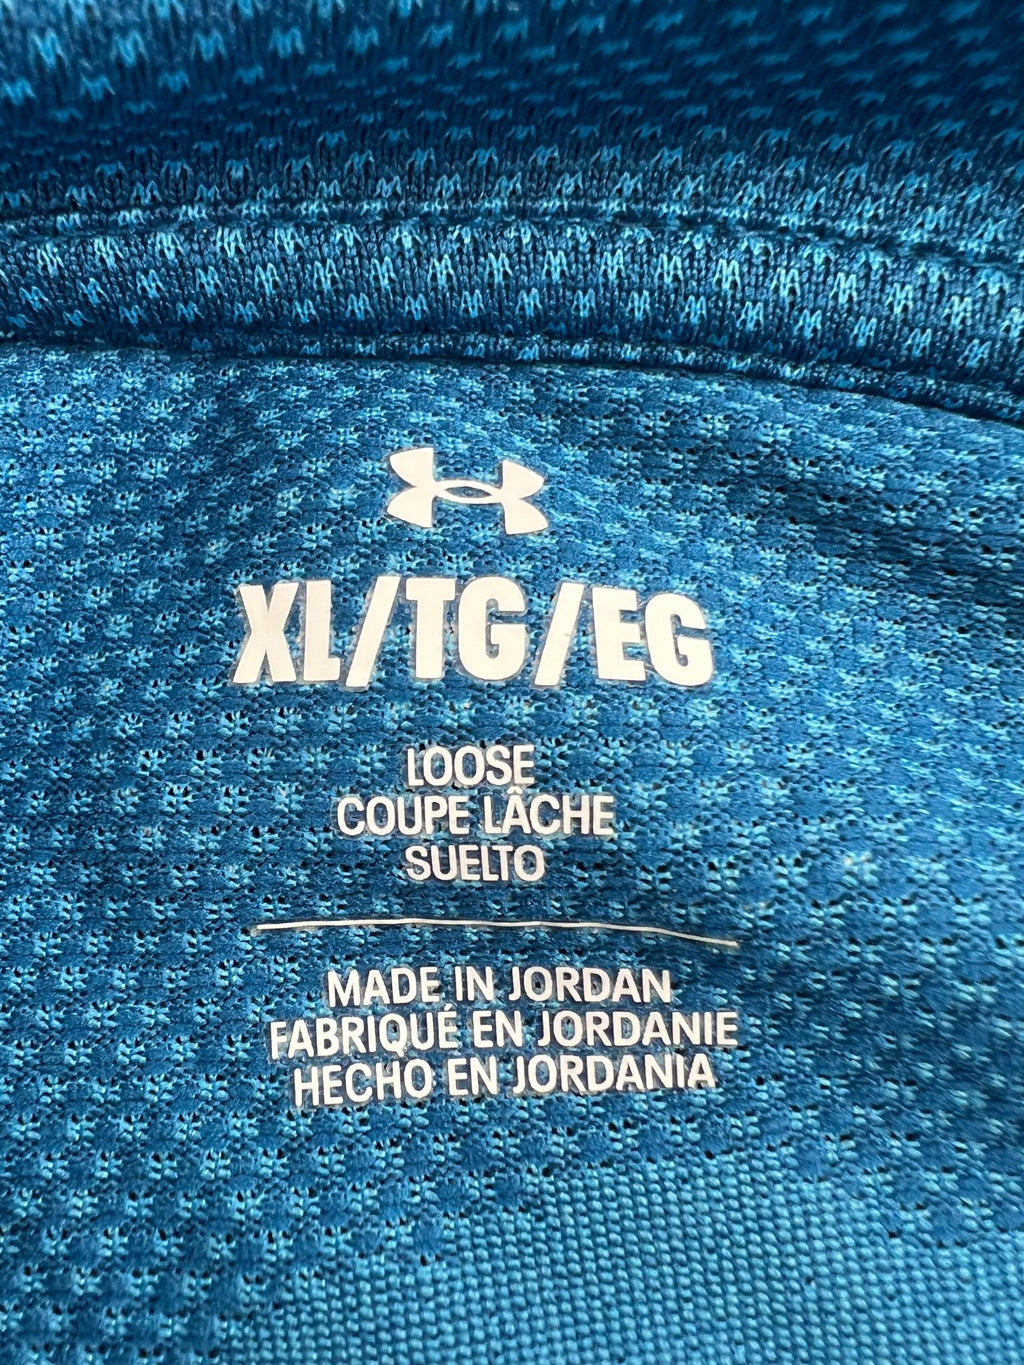 XL/TG/EG
LOOSE
COUPE LÂCHE
SUELTO
MADE IN JORDAN
FABRIQUÉ EN JORDANIE
HECHO EN JORDANIA